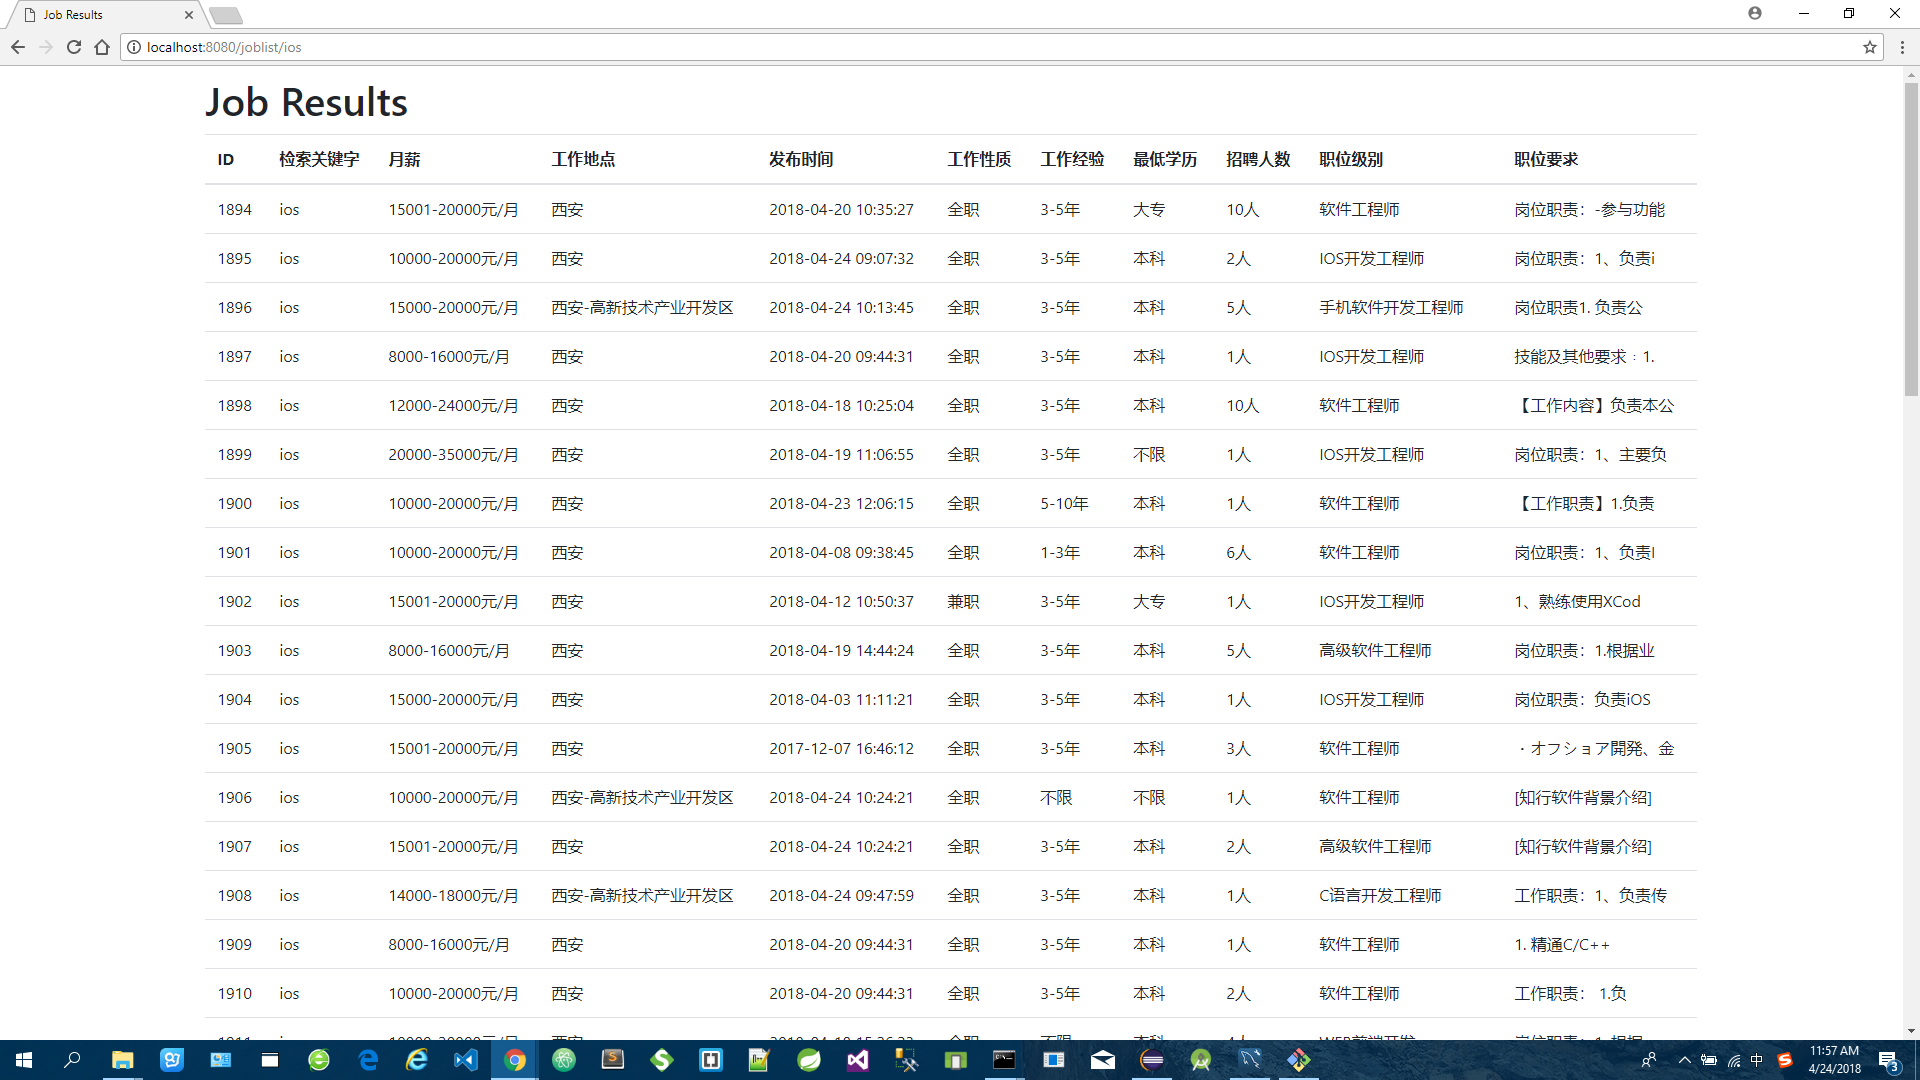 Job Results
localhost:8080/joblist/ios
Job Results
ID 检索关键字 月薪 工作地点 发布时间 工作性质 工作经验 最低学历 招聘人数 职位级别 职位要求
1894 ios 15001-20000元/月 西安 2018-04-20 10:35:27 全职 3-5年 大专 10人 软件工程师 岗位职责：-参与功能
1895 ios 10000-20000元/月 西安 2018-04-24 09:07:32 全职 3-5年 本科 2人 IOS开发工程师 岗位职责：1、负责i
1896 ios 15000-20000元/月 西安-高新技术产业开发区 2018-04-24 10:13:45 全职 3-5年 本科 5人 手机软件开发工程师 岗位职责1. 负责公
1897 ios 8000-16000元/月 西安 2018-04-20 09:44:31 全职 3-5年 本科 1人 IOS开发工程师 技能及其他要求：1.
1898 ios 12000-24000元/月 西安 2018-04-18 10:25:04 全职 3-5年 本科 10人 软件工程师 【工作内容】负责本公
1899 ios 20000-35000元/月 西安 2018-04-19 11:06:55 全职 3-5年 不限 1人 IOS开发工程师 岗位职责：1、主要负
1900 ios 10000-20000元/月 西安 2018-04-23 12:06:15 全职 5-10年 本科 1人 软件工程师 【工作职责】1.负责
1901 ios 10000-20000元/月 西安 2018-04-08 09:38:45 全职 1-3年 本科 6人 软件工程师 岗位职责：1、负责I
1902 ios 15001-20000元/月 西安 2018-04-12 10:50:37 兼职 3-5年 大专 1人 IOS开发工程师 1、熟练使用XCod
1903 ios 8000-16000元/月 西安 2018-04-19 14:44:24 全职 3-5年 本科 5人 高级软件工程师 岗位职责：1.根据业
1904 ios 15000-20000元/月 西安 2018-04-03 11:11:21 全职 3-5年 本科 1人 IOS开发工程师 岗位职责：负责iOS
1905 ios 15001-20000元/月 西安 2017-12-07 16:46:12 全职 3-5年 本科 3人 软件工程师 ・オフショア開発、金
1906 ios 10000-20000元/月 西安-高新技术产业开发区 2018-04-24 10:24:21 全职 不限 不限 1人 软件工程师 [知行软件背景介绍]
1907 ios 15001-20000元/月 西安 2018-04-24 10:24:21 全职 3-5年 本科 2人 高级软件工程师 [知行软件背景介绍]
1908 ios 14000-18000元/月 西安-高新技术产业开发区 2018-04-24 09:47:59 全职 3-5年 本科 1人 C语言开发工程师 工作职责：1、负责传
1909 ios 8000-16000元/月 西安 2018-04-20 09:44:31 全职 3-5年 本科 1人 软件工程师 1. 精通C/C++
1910 ios 10000-20000元/月 西安 2018-04-20 09:44:31 全职 3-5年 本科 2人 软件工程师 工作职责： 1.负
中 11:57 AM
4/24/2018 3